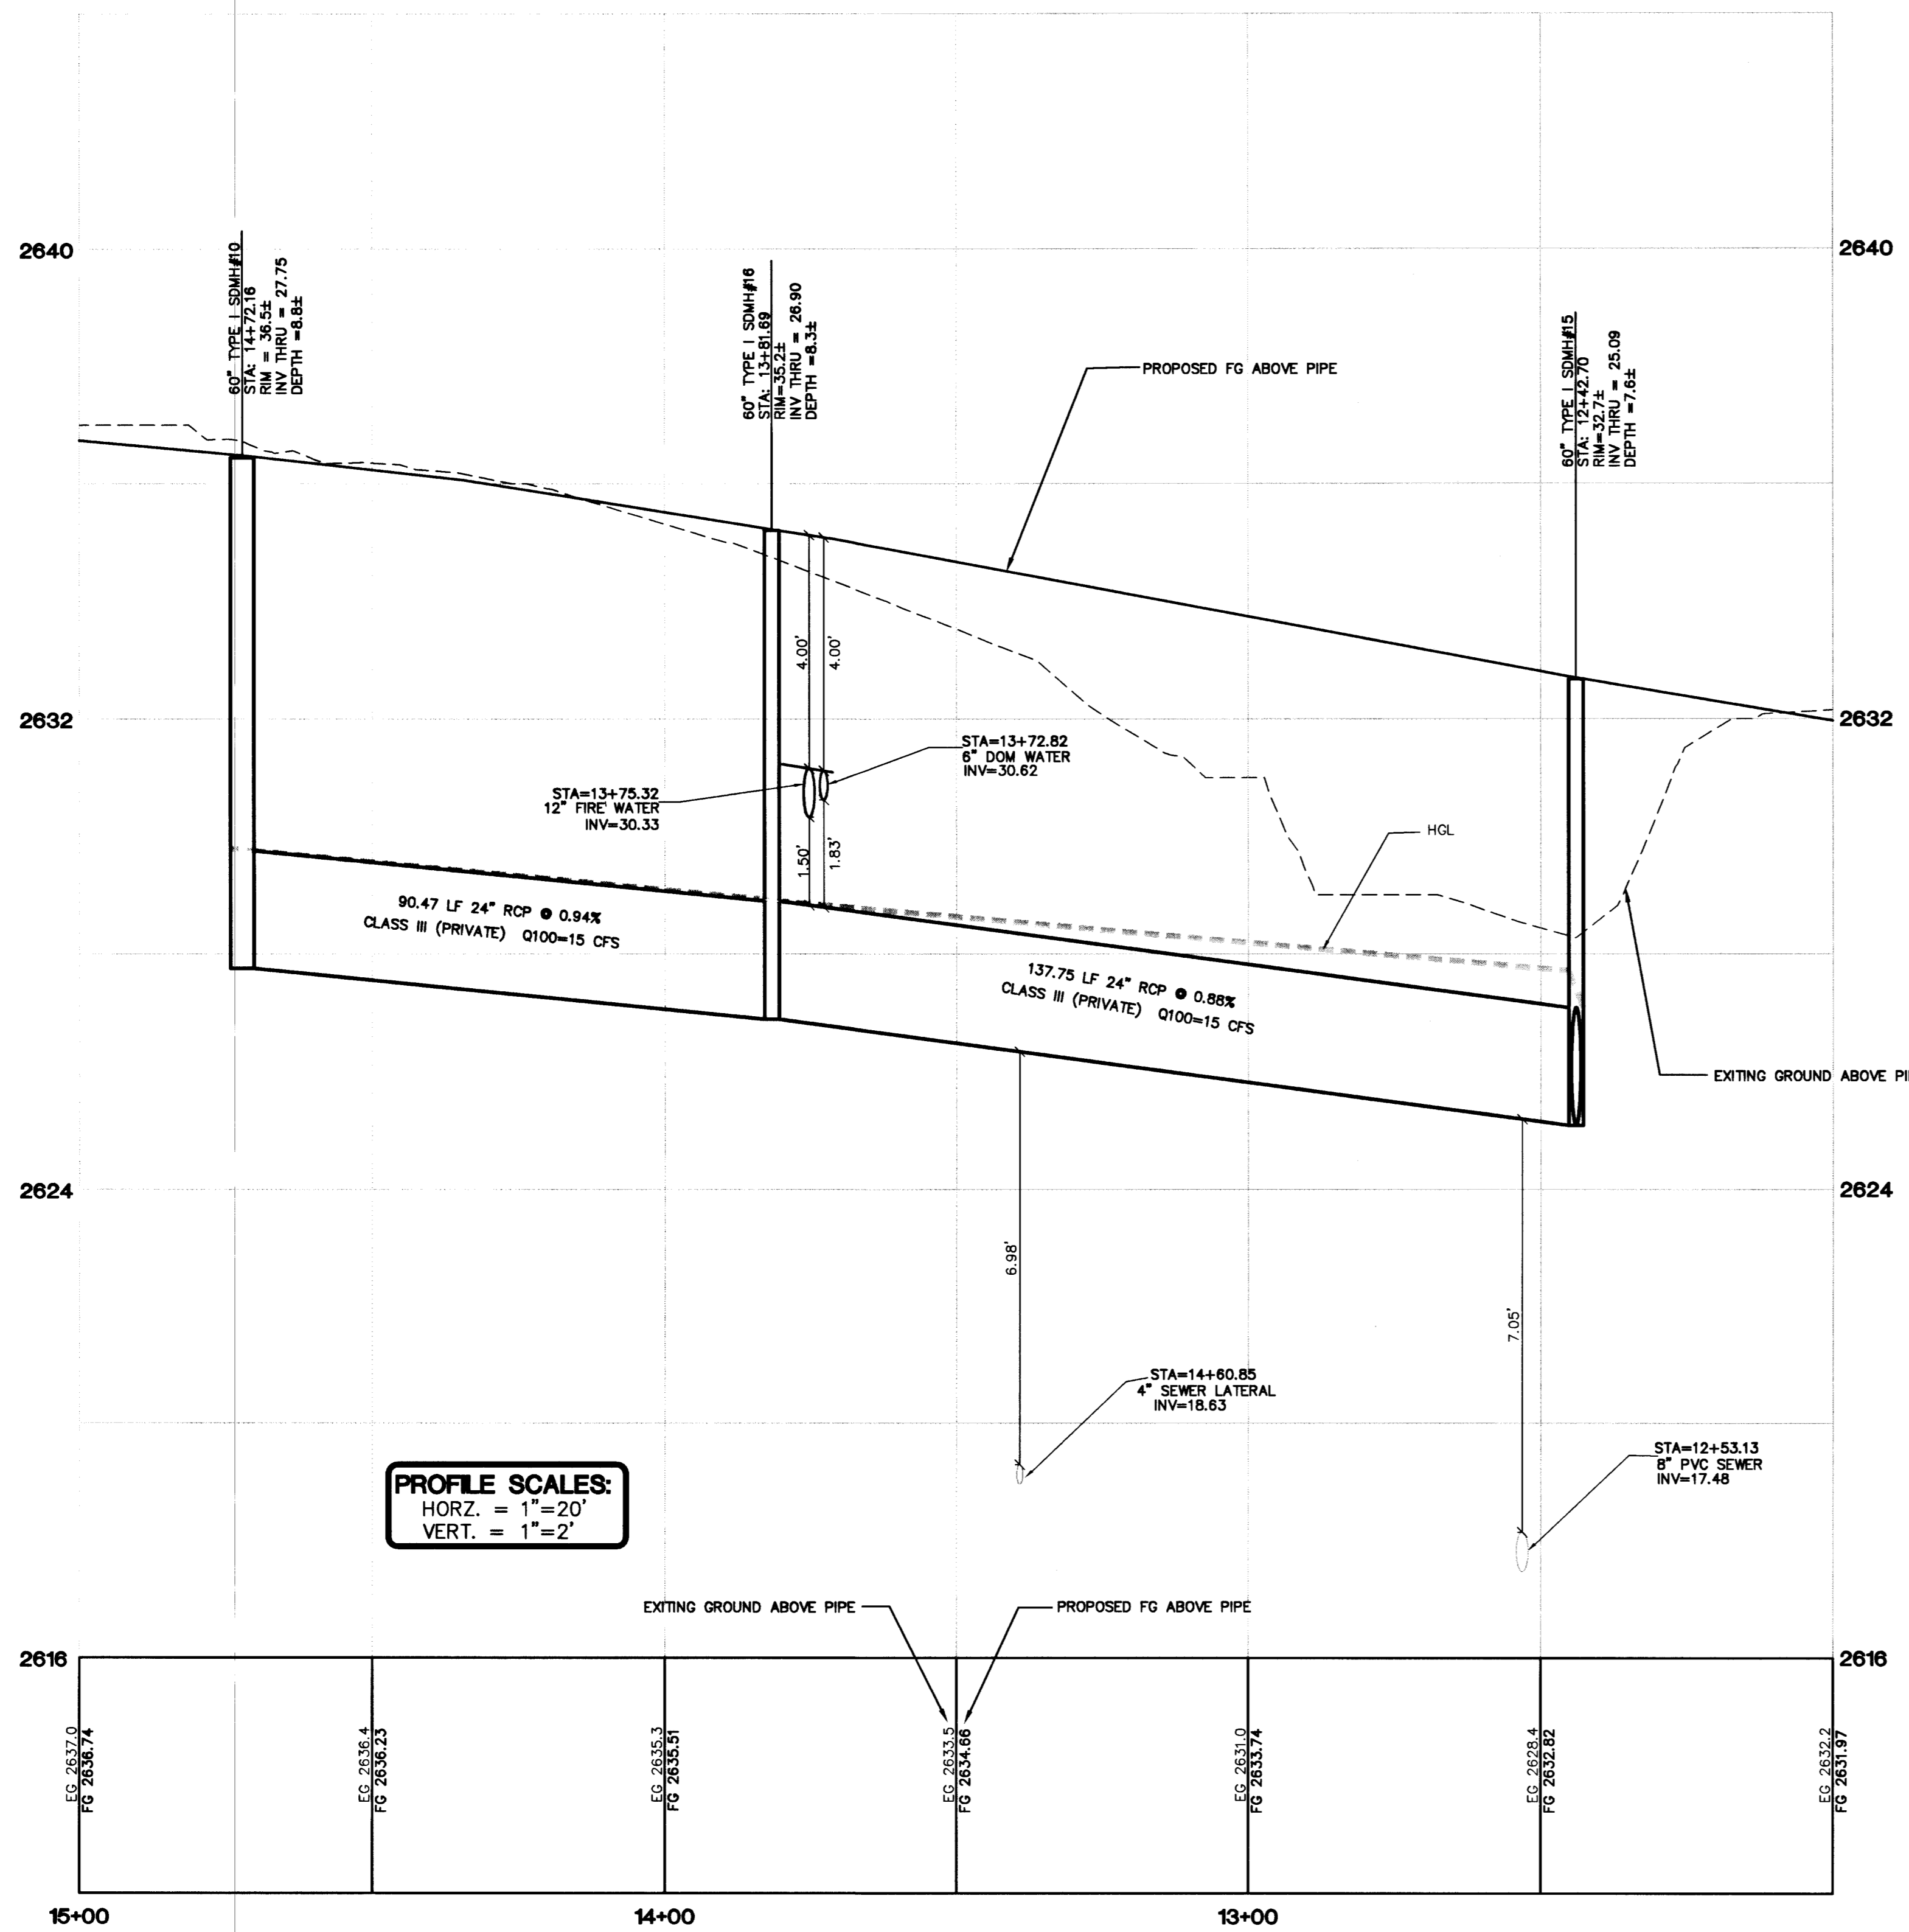 2640
2640
60" TYPE I SDMH#10
STA: 14+72.16
RIM = 36.5±
INV THRU = 27.75
DEPTH =8.8±
60" TYPE I SDMH#16
STA: 13+81.69
RIM=35.2±
INV THRU = 26.90
DEPTH =8.3±
60" TYPE I SDMH#15
STA: 12+42.70
RIM=32.7±
INV THRU = 25.09
DEPTH =7.6±
PROPOSED FG ABOVE PIPE
4.00'
4.00'
2632
2632
STA=13+72.82
6" DOM WATER
INV=30.62
STA=13+75.32
12" FIRE WATER
INV=30.33
1.50'
1.83'
HGL
90.47 LF 24" RCP @ 0.94%
CLASS III (PRIVATE) Q100=15 CFS
137.75 LF 24" RCP @ 0.88%
CLASS III (PRIVATE) Q100=15 CFS
EXITING GROUND ABOVE PI
2624
2624
6.98'
7.05'
STA=14+60.85
4" SEWER LATERAL
INV=18.63
STA=12+53.13
8" PVC SEWER
INV=17.48
PROFILE SCALES:
HORZ. = 1"=20'
VERT. = 1"=2'
EXITING GROUND ABOVE PIPE
PROPOSED FG ABOVE PIPE
2616
2616
EG 2637.0
FG 2636.74
EG 2636.4
FG 2636.23
EG 2635.3
FG 2635.51
EG 2633.5
FG 2634.66
EG 2631.0
FG 2633.74
EG 2628.4
FG 2632.82
EG 2632.2
FG 2631.97
15+00
14+00
13+00